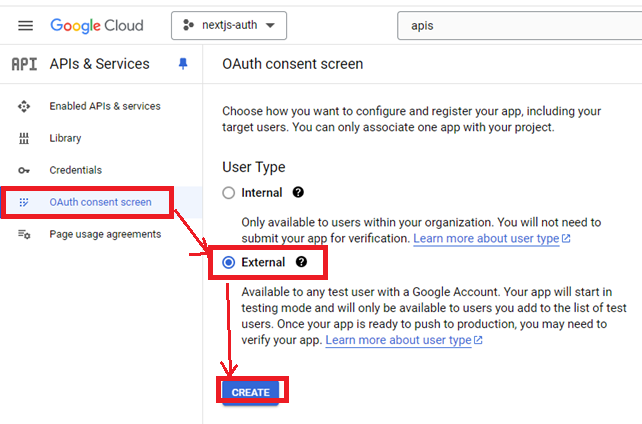 Google Cloud
nextjs-auth
apis
API APIs & Services
Enabled APIs & services
Library
Credentials
OAuth consent screen
Page usage agreements
OAuth consent screen
Choose how you want to configure and register your app, including your
target users. You can only associate one app with your project.
User Type
Internal
Only available to users within your organization. You will not need to
submit your app for verification. Learn more about user type
External
Available to any test user with a Google Account. Your app will start in
testing mode and will only be available to users you add to the list of test
users. Once your app is ready to push to production, you may need to
verify your app. Learn more about user type
CREATE